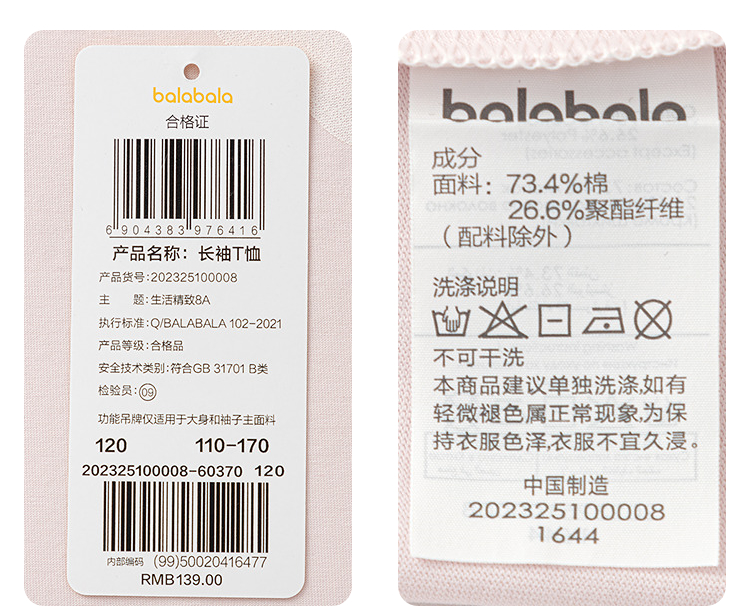 balabala
合格证
6 904383 976416
产品名称：长袖T恤
产品货号：202325100008
主　　题：生活精致8A
执行标准：Q/BALABALA 102-2021
产品等级：合格品
安全技术类别：符合GB 31701 B类
检验员：09
功能吊牌仅适用于大身和袖子主面料
120 110-170
202325100008-60370 120
内部编码 (99)50020416477
RMB139.00
balabala
成分
面料：73.4%棉
26.6%聚酯纤维
（配料除外）
洗涤说明
不可干洗
本商品建议单独洗涤,如有
轻微褪色属正常现象,为保
持衣服色泽,衣服不宜久浸。
中国制造
202325100008
1644